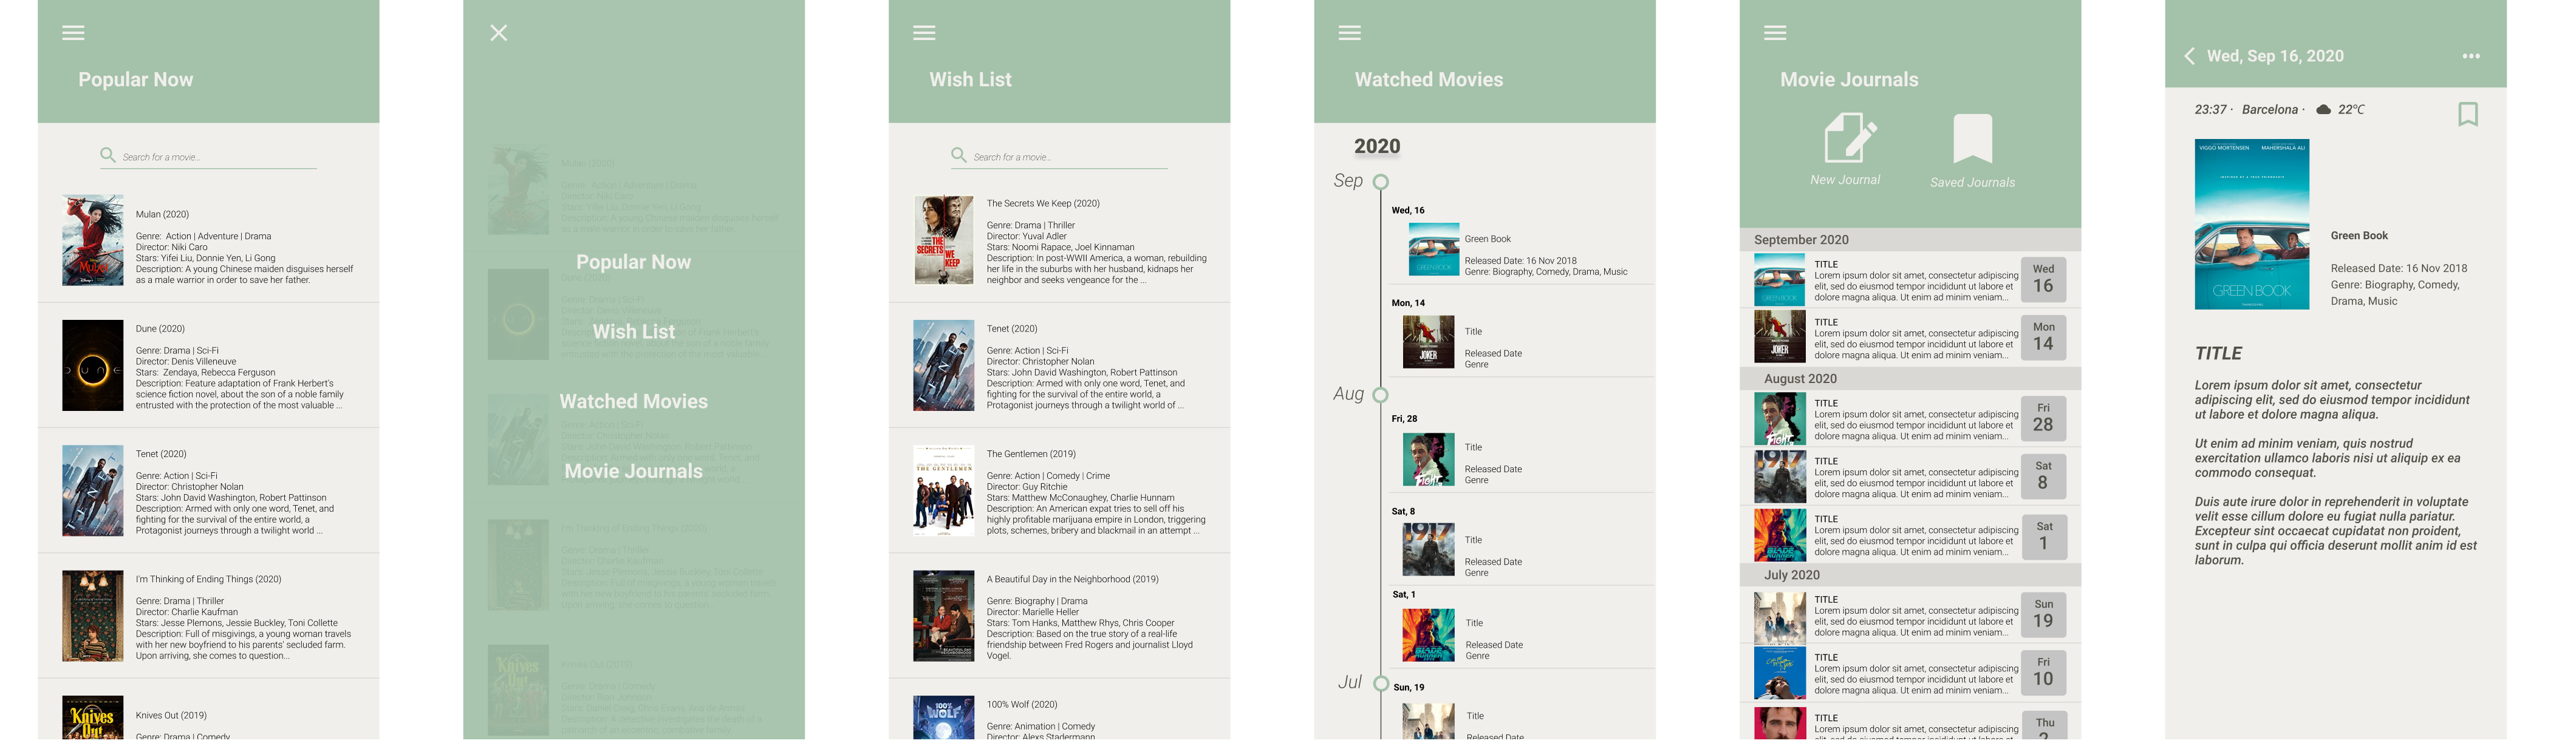 Popular Now
Search for a movie...
Mulan (2020)
Genre:  Action | Adventure | Drama
Director: Niki Caro
Stars: Yifei Liu, Donnie Yen, Li Gong
Description: A young Chinese maiden disguises herself
as a male warrior in order to save her father.
Dune (2020)
Genre: Drama | Sci-Fi
Director: Denis Villeneuve
Stars:  Zendaya, Rebecca Ferguson
Description: Feature adaptation of Frank Herbert's
science fiction novel, about the son of a noble family
entrusted with the protection of the most valuable ...
Tenet (2020)
Genre: Action | Sci-Fi
Director: Christopher Nolan
Stars: John David Washington, Robert Pattinson
Description: Armed with only one word, Tenet, and
fighting for the survival of the entire world, a
Protagonist journeys through a twilight world ...
I'm Thinking of Ending Things (2020)
Genre: Drama | Thriller
Director: Charlie Kaufman
Stars: Jesse Plemons, Jessie Buckley, Toni Collette
Description: Full of misgivings, a young woman travels
with her new boyfriend to his parents' secluded farm.
Upon arriving, she comes to question...
Knives Out
Knives Out (2019)
Genre: Drama | Comedy
Popular Now
Wish List
Watched Movies
Movie Journals
Wish List
Search for a movie...
THE SECRETS WE KEEP
The Secrets We Keep (2020)
Genre: Drama | Thriller
Director: Yuval Adler
Stars: Noomi Rapace, Joel Kinnaman
Description: In post-WWII America, a woman, rebuilding
her life in the suburbs with her husband, kidnaps her
neighbor and seeks vengeance for the ...
Tenet (2020)
Genre: Action | Sci-Fi
Director: Christopher Nolan
Stars: John David Washington, Robert Pattinson
Description: Armed with only one word, Tenet, and
fighting for the survival of the entire world, a
Protagonist journeys through a twilight world of ...
THE GENTLEMEN
The Gentlemen (2019)
Genre: Action | Comedy | Crime
Director: Guy Ritchie
Stars: Matthew McConaughey, Charlie Hunnam
Description: An American expat tries to sell off his
highly profitable marijuana empire in London, triggering
plots, schemes, bribery and blackmail in an attempt ...
A Beautiful Day in the Neighborhood (2019)
Genre: Biography | Drama
Director: Marielle Heller
Stars: Tom Hanks, Matthew Rhys, Chris Cooper
Description: Based on the true story of a real-life
friendship between Fred Rogers and journalist Lloyd
Vogel.
100% WOLF
100% Wolf (2020)
Genre: Animation | Comedy
Director: Alexs Stadermann
Watched Movies
2020
Sep
Wed, 16
Green Book
Released Date: 16 Nov 2018
Genre: Biography, Comedy, Drama, Music
Mon, 14
JOKER
Title
Released Date
Genre
Aug
Fri, 28
Title
Released Date
Genre
Sat, 8
1917
Title
Released Date
Genre
Sat, 1
BLADE RUNNER
Title
Released Date
Genre
Jul
Sun, 19
Title
Released Date
Movie Journals
New Journal
Saved Journals
September 2020
GREEN BOOK
TITLE
Lorem ipsum dolor sit amet, consectetur adipiscing
elit, sed do eiusmod tempor incididunt ut labore et
dolore magna aliqua. Ut enim ad minim veniam...
Wed
16
JOKER
TITLE
Lorem ipsum dolor sit amet, consectetur adipiscing
elit, sed do eiusmod tempor incididunt ut labore et
dolore magna aliqua. Ut enim ad minim veniam...
Mon
14
August 2020
TITLE
Lorem ipsum dolor sit amet, consectetur adipiscing
elit, sed do eiusmod tempor incididunt ut labore et
dolore magna aliqua. Ut enim ad minim veniam...
Fri
28
1917
TITLE
Lorem ipsum dolor sit amet, consectetur adipiscing
elit, sed do eiusmod tempor incididunt ut labore et
dolore magna aliqua. Ut enim ad minim veniam...
Sat
8
BLADE RUNNER
TITLE
Lorem ipsum dolor sit amet, consectetur adipiscing
elit, sed do eiusmod tempor incididunt ut labore et
dolore magna aliqua. Ut enim ad minim veniam...
Sat
1
July 2020
TITLE
Lorem ipsum dolor sit amet, consectetur adipiscing
elit, sed do eiusmod tempor incididunt ut labore et
dolore magna aliqua. Ut enim ad minim veniam...
Sun
19
TITLE
Lorem ipsum dolor sit amet, consectetur adipiscing
elit, sed do eiusmod tempor incididunt ut labore et
dolore magna aliqua. Ut enim ad minim veniam...
Fri
10
TITLE
Lorem ipsum dolor sit amet, consectetur adipiscing
Thu
Wed, Sep 16, 2020
23:37 · Barcelona · 22°C
VIGGO MORTENSEN MAHERSHALA ALI
INSPIRED BY A TRUE FRIENDSHIP
GREEN BOOK
Green Book
Released Date: 16 Nov 2018
Genre: Biography, Comedy,
Drama, Music
TITLE
Lorem ipsum dolor sit amet, consectetur
adipiscing elit, sed do eiusmod tempor incididunt
ut labore et dolore magna aliqua.
Ut enim ad minim veniam, quis nostrud
exercitation ullamco laboris nisi ut aliquip ex ea
commodo consequat.
Duis aute irure dolor in reprehenderit in voluptate
velit esse cillum dolore eu fugiat nulla pariatur.
Excepteur sint occaecat cupidatat non proident,
sunt in culpa qui officia deserunt mollit anim id est
laborum.